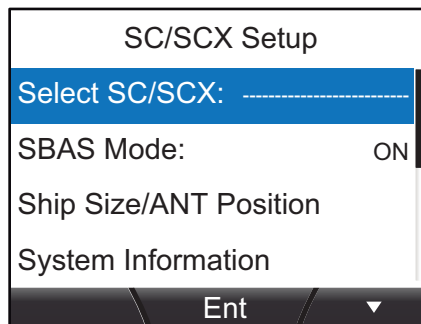 SC/SCX Setup
Select SC/SCX: --------------------------
SBAS Mode: ON
Ship Size/ANT Position
System Information
Ent ▼